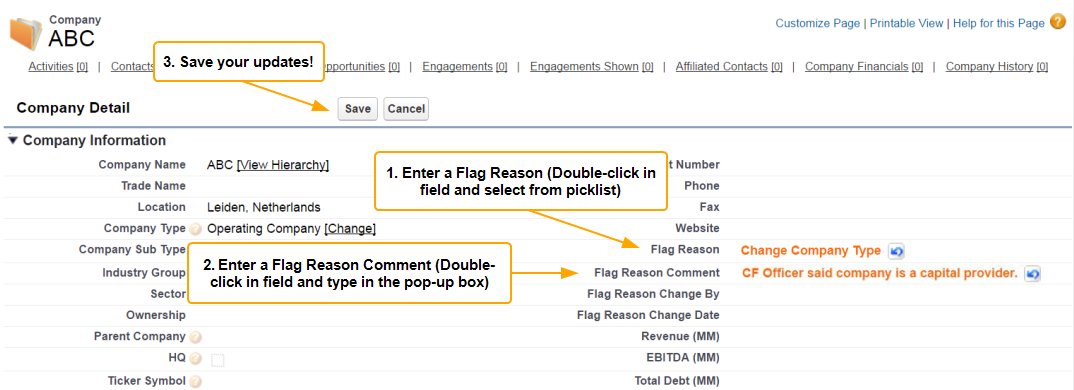 Company
ABC
Customize Page | Printable View | Help for this Page ?
3. Save your updates!
Activities [0] | Contacts pportunities [0] | Engagements [0] | Engagements Shown [0] | Affiliated Contacts [0] | Company Financials [0] | Company History [0]
Company Detail Save Cancel
Company Information
1. Enter a Flag Reason (Double-click in
field and select from picklist)
Company Name ABC [View Hierarchy] t Number
Trade Name Phone
Location Leiden, Netherlands Fax
Company Type ? Operating Company [Change] Website
Company Sub Type Flag Reason Change Company Type
2. Enter a Flag Reason Comment (Double-
click in field and type in the pop-up box)
Industry Group Flag Reason Comment CF Officer said company is a capital provider.
Sector Flag Reason Change By
Ownership Flag Reason Change Date
Parent Company ? Revenue (MM)
HQ ? EBITDA (MM)
Ticker Symbol ? Total Debt (MM)